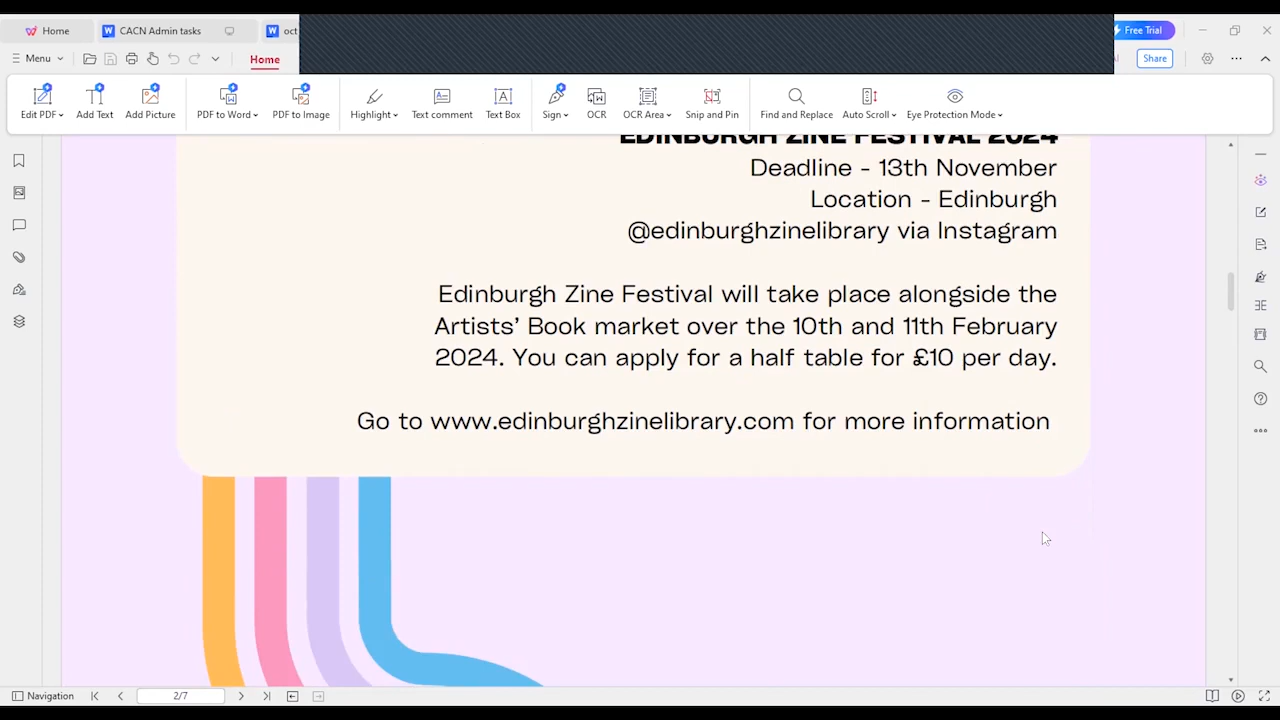 Home
CACN Admin tasks
oct
Free Trial
Menu
Home
Share
Edit PDF
Add Text
Add Picture
PDF to Word
PDF to Image
Highlight
Text comment
Text Box
Sign
OCR
OCR Area
Snip and Pin
Find and Replace
Auto Scroll
Eye Protection Mode
EDINBURGH ZINE FESTIVAL 2024
Deadline - 13th November
Location - Edinburgh
@edinburghzinelibrary via Instagram
Edinburgh Zine Festival will take place alongside the
Artists' Book market over the 10th and 11th February
2024. You can apply for a half table for £10 per day.
Go to www.edinburghzinelibrary.com for more information
Navigation
2/7